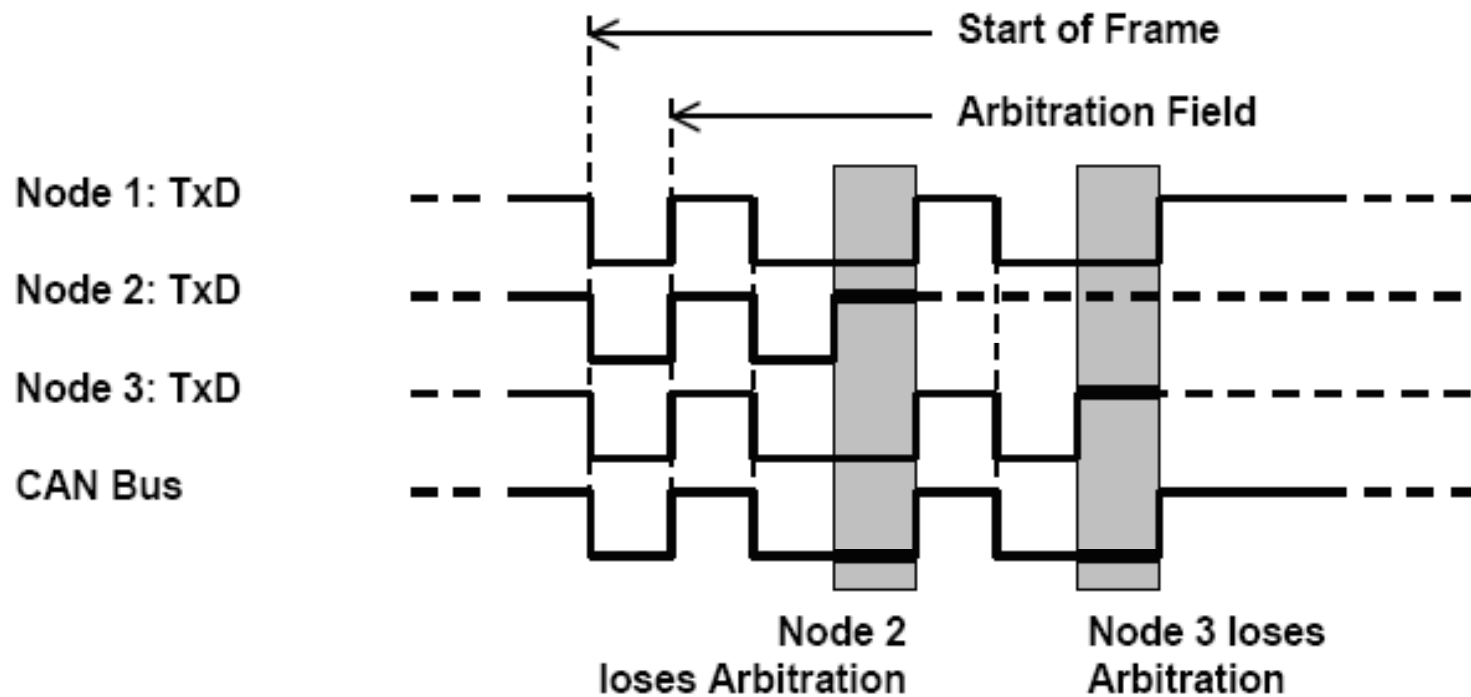 Start of Frame
Arbitration Field
Node 1: TxD
Node 2: TxD
Node 3: TxD
CAN Bus
Node 2
loses Arbitration
Node 3 loses
Arbitration